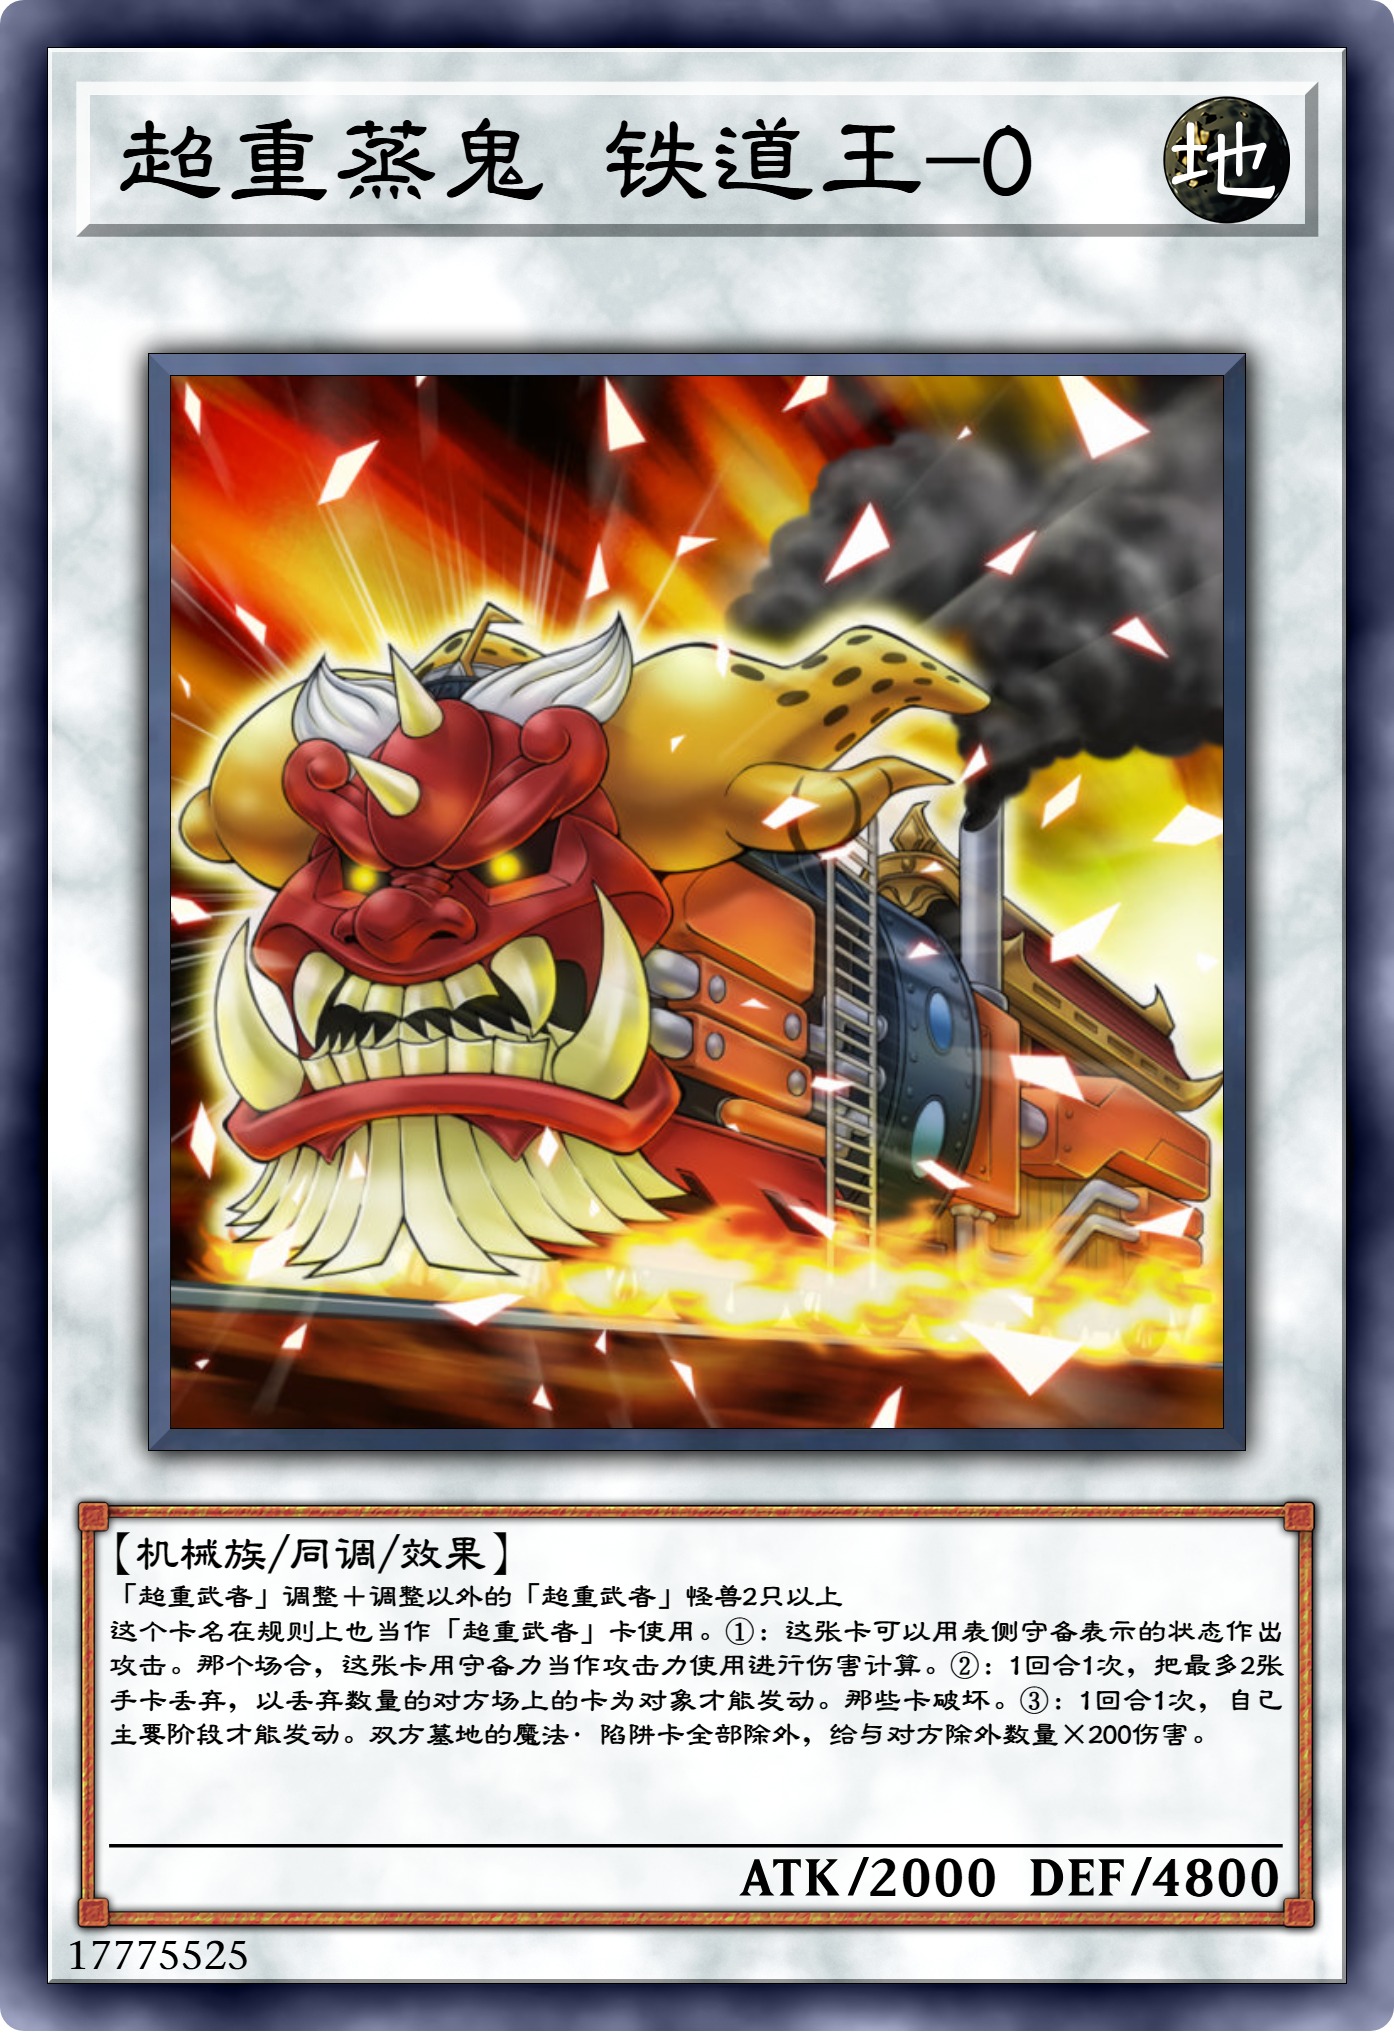 超重蒸鬼 铁道王-O
地
【机械族/同调/效果】
「超重武者」调整＋调整以外的「超重武者」怪兽2只以上
这个卡名在规则上也当作「超重武者」卡使用。①：这张卡可以用表侧守备表示的状态作出
攻击。那个场合，这张卡用守备力当作攻击力使用进行伤害计算。②：1回合1次，把最多2张
手卡丢弃，以丢弃数量的对方场上的卡为对象才能发动。那些卡破坏。③：1回合1次，自己
主要阶段才能发动。双方墓地的魔法·陷阱卡全部除外，给与对方除外数量×200伤害。
ATK/2000 DEF/4800
17775525